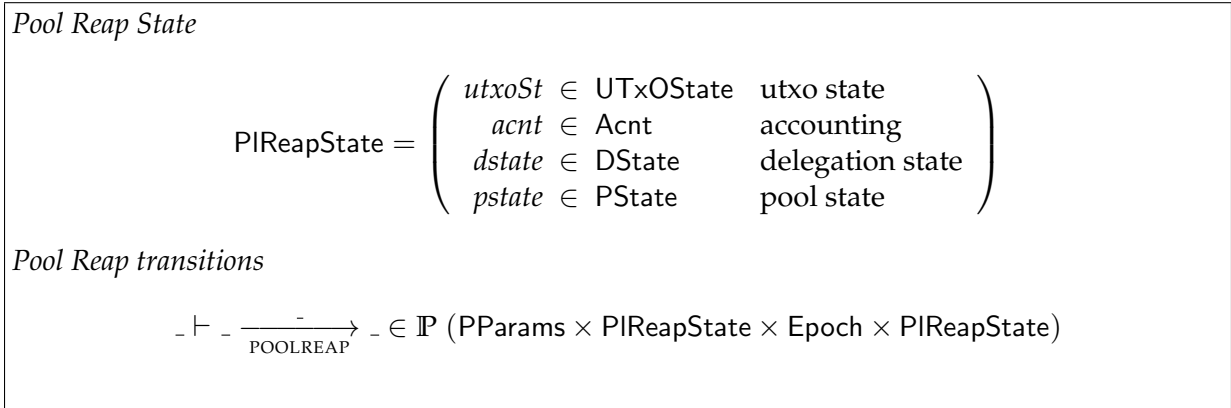 Pool Reap State
utxoSt ∈ UTxOState utxo state
acnt ∈ Acnt accounting
PlReapState =
dstate ∈ DState delegation state
pstate ∈ PState pool state
Pool Reap transitions
_ ⊢ _ –_→ _ ∈ ℙ (PParams × PlReapState × Epoch × PlReapState)
POOLREAP